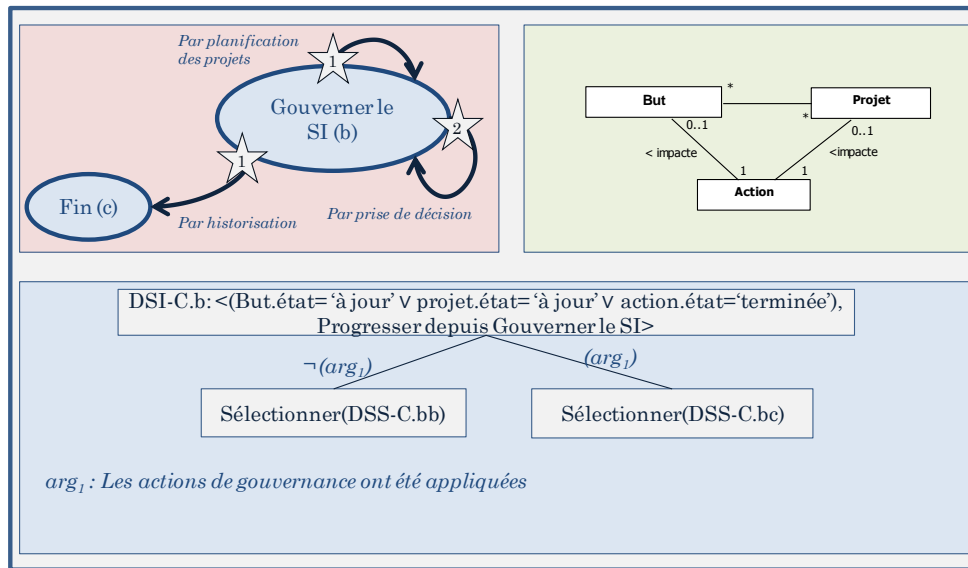 Par planification
des projets
1
Gouverner le
SI (b)
2
1
Fin (c)
Par historisation
Par prise de décision
But
*
Projet
*
0..1
0..1
< impacte
<impacte
1
1
Action
DSI-C.b: <(But.état= ‘à jour’ ∨ projet.état= ‘à jour’ ∨ action.état=‘terminée’),
Progresser depuis Gouverner le SI>
¬(arg₁)
(arg₁)
Sélectionner(DSS-C.bb)
Sélectionner(DSS-C.bc)
arg₁ : Les actions de gouvernance ont été appliquées